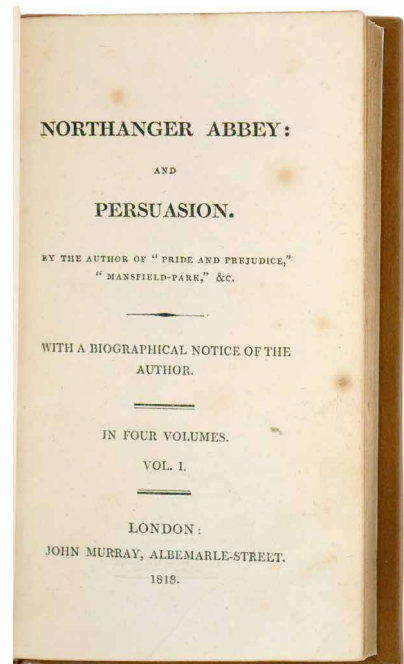 NORTHANGER ABBEY:
AND
PERSUASION.
BY THE AUTHOR OF " PRIDE AND PREJUDICE,"
" MANSFIELD-PARK," &C.
WITH A BIOGRAPHICAL NOTICE OF THE
AUTHOR.
IN FOUR VOLUMES.
VOL. I.
LONDON:
JOHN MURRAY, ALBEMARLE-STREET.
1818.